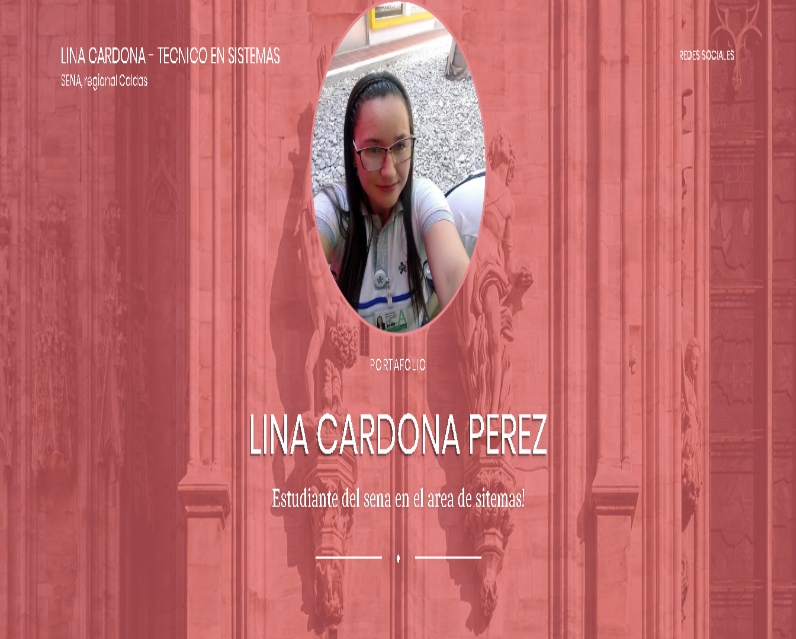 LINA CARDONA - TECNICO EN SISTEMAS
SENA, regional Caldas
REDES SOCIALES
PORTAFOLIO
LINA CARDONA PEREZ
Estudiante del sena en el area de sitemas!